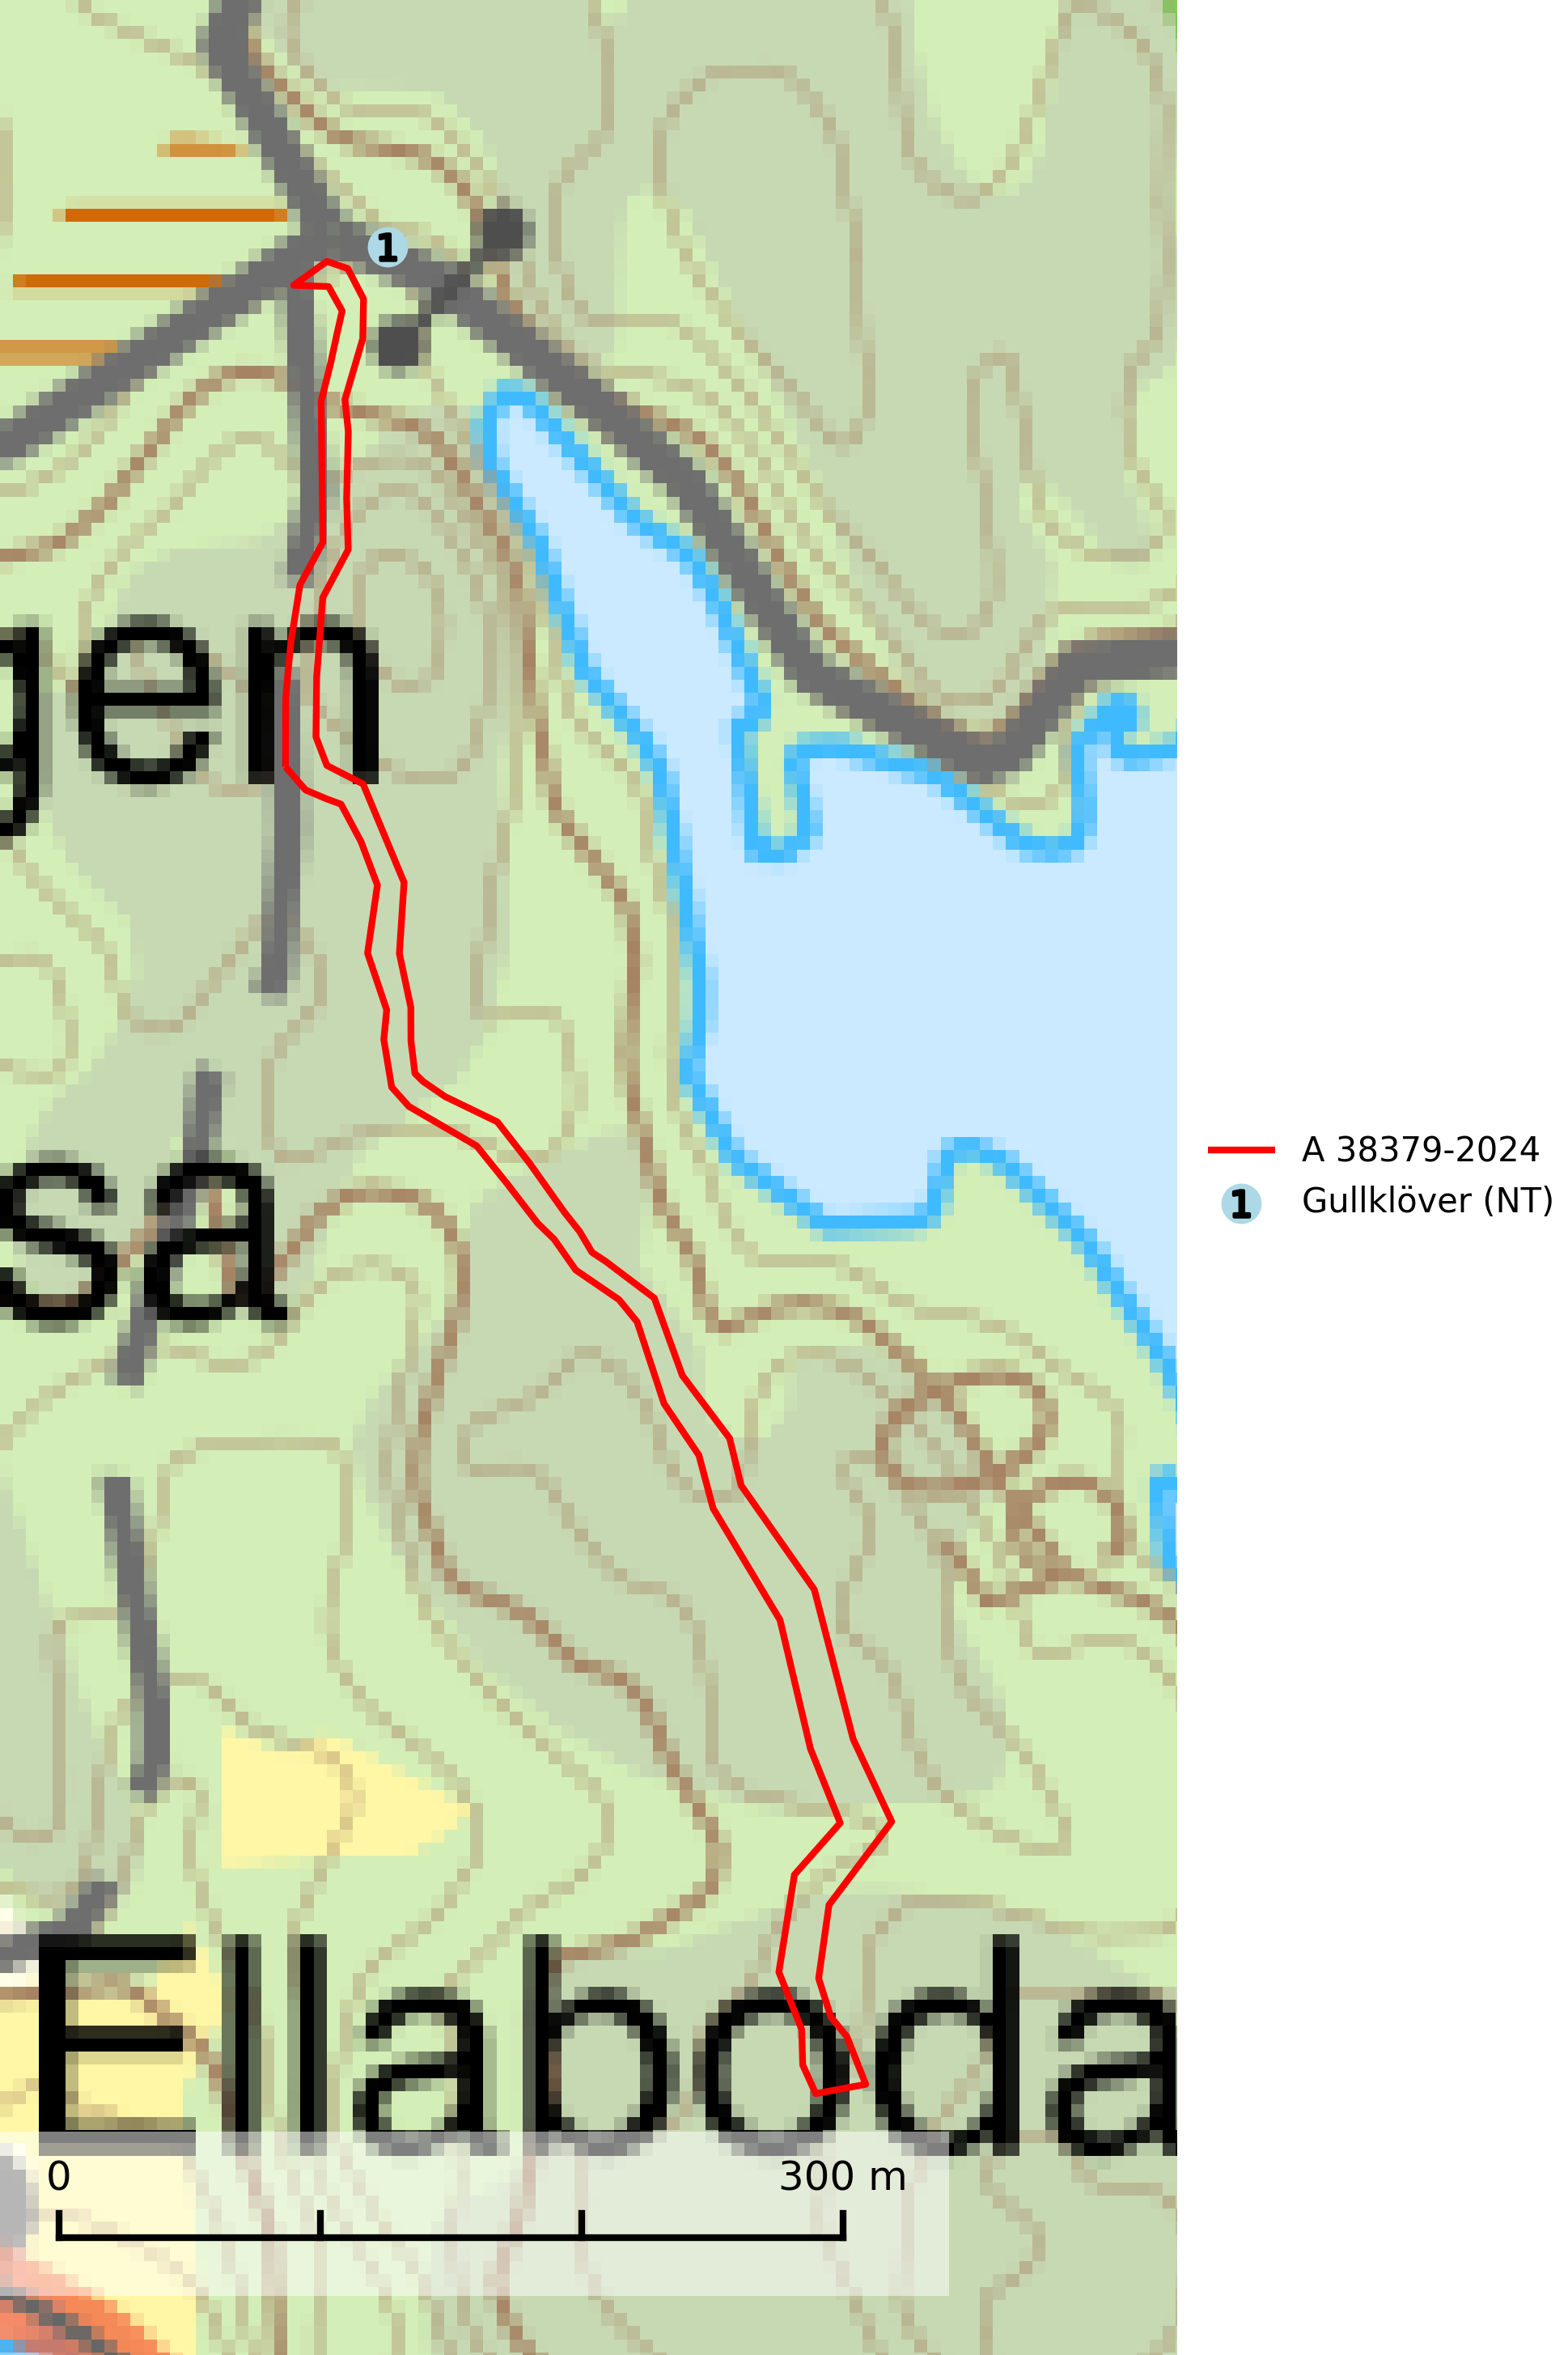 1
gen
A 38379-2024
1 Gullklöver (NT)
sa
Ellaboda
0 300 m